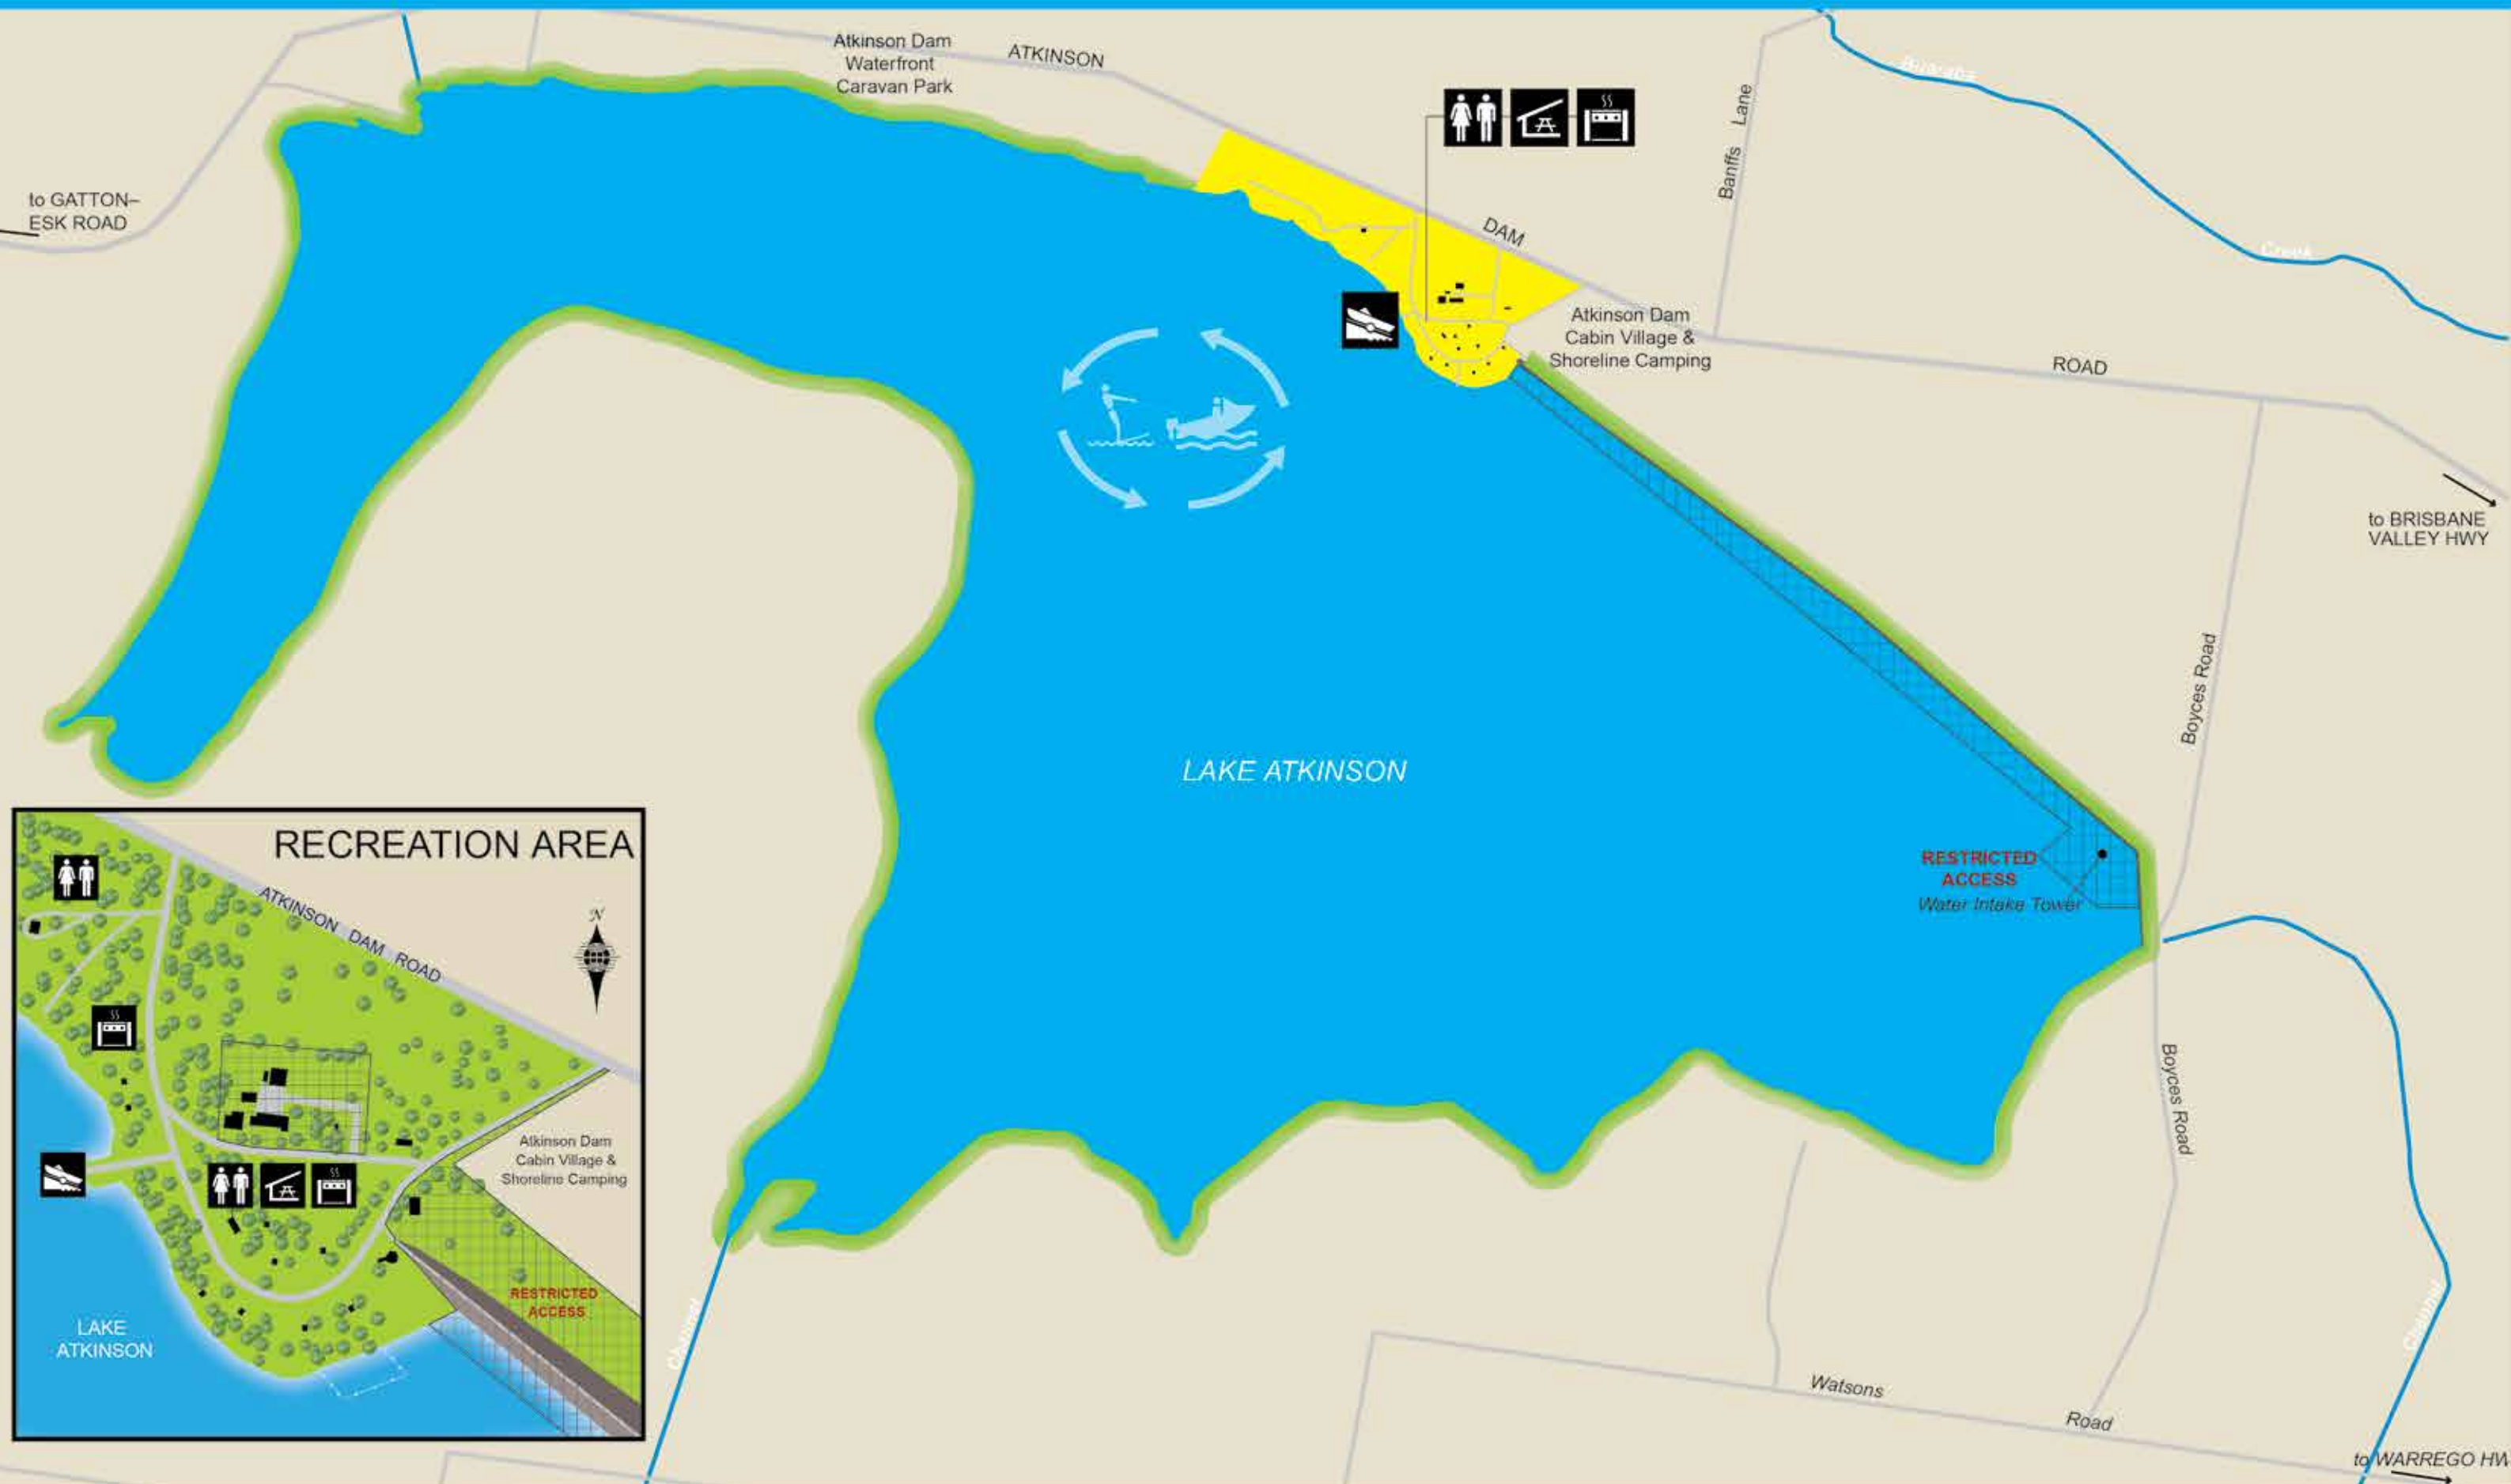 Atkinson Dam
Waterfront
Caravan Park
ATKINSON
DAM
ROAD
Banffs Lane
Buaraba
Creek
to GATTON–
ESK ROAD
Atkinson Dam
Cabin Village &
Shoreline Camping
to BRISBANE
VALLEY HWY
Boyces Road
LAKE ATKINSON
RESTRICTED
ACCESS
Water Intake Tower
Boyces Road
Channel
Channel
Watsons
Road
to WARREGO HW
RECREATION AREA
N
ATKINSON DAM ROAD
Atkinson Dam
Cabin Village &
Shoreline Camping
RESTRICTED
ACCESS
LAKE
ATKINSON